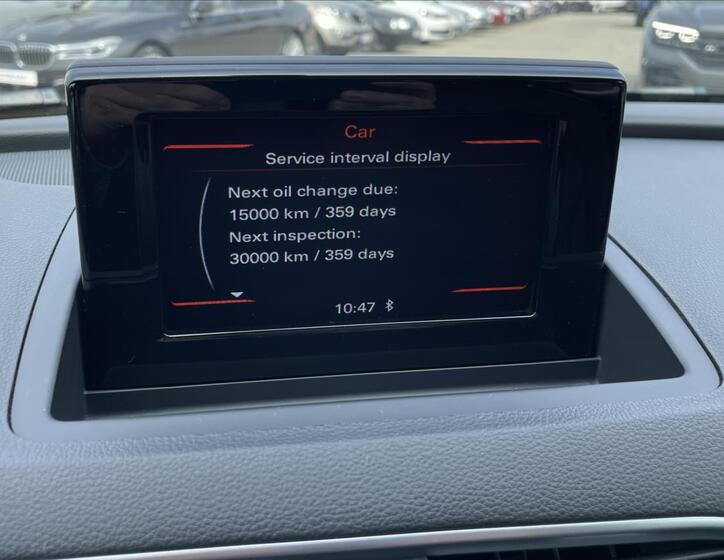 Car
Service interval display
Next oil change due:
15000 km / 359 days
Next inspection:
30000 km / 359 days
10:47